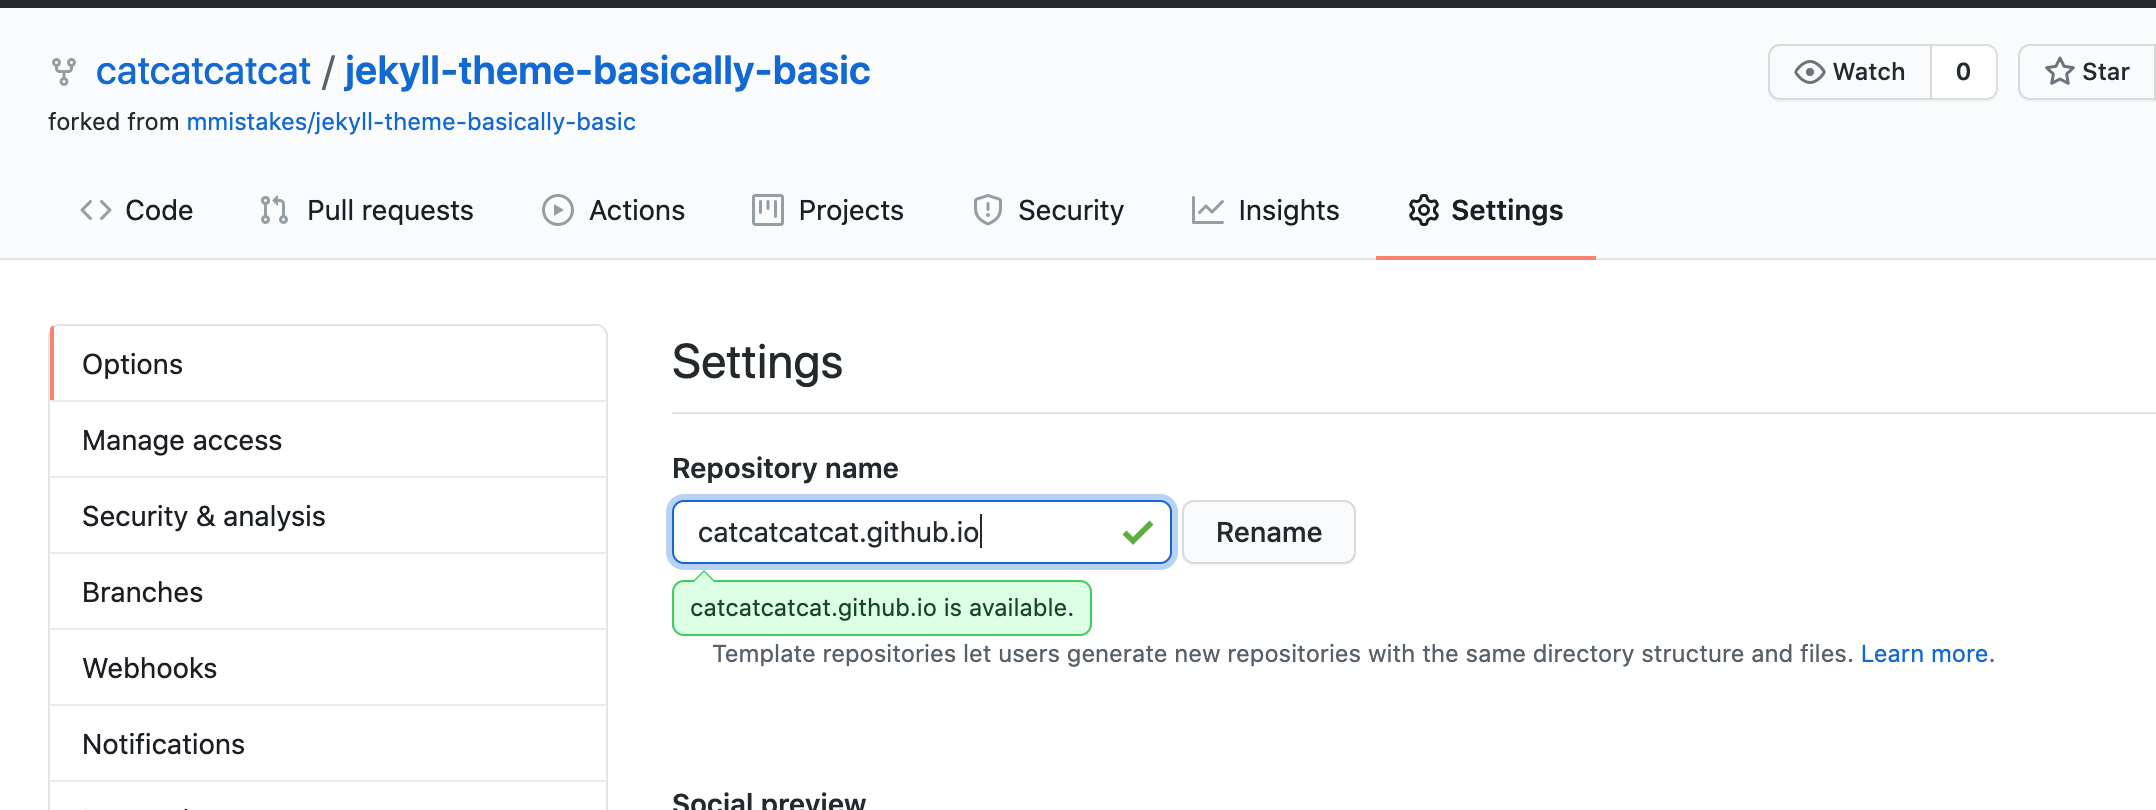 catcatcatcat / jekyll-theme-basically-basic
Watch 0
Star
forked from mmistakes/jekyll-theme-basically-basic
Code Pull requests Actions Projects Security Insights Settings
Options
Manage access
Security & analysis
Branches
Webhooks
Notifications
Settings
Repository name
catcatcatcat.github.io
Rename
catcatcatcat.github.io is available.
Template repositories let users generate new repositories with the same directory structure and files. Learn more.
Social preview